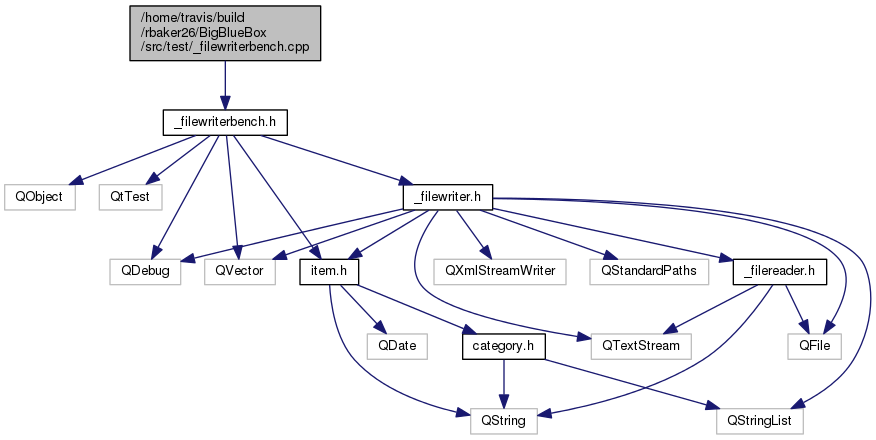 /home/travis/build
/rbaker26/BigBlueBox
/src/test/_filewriterbench.cpp
_filewriterbench.h
QObject
QtTest
_filewriter.h
QDebug
QVector
item.h
QXmlStreamWriter
QStandardPaths
_filereader.h
QDate
category.h
QTextStream
QFile
QString
QStringList